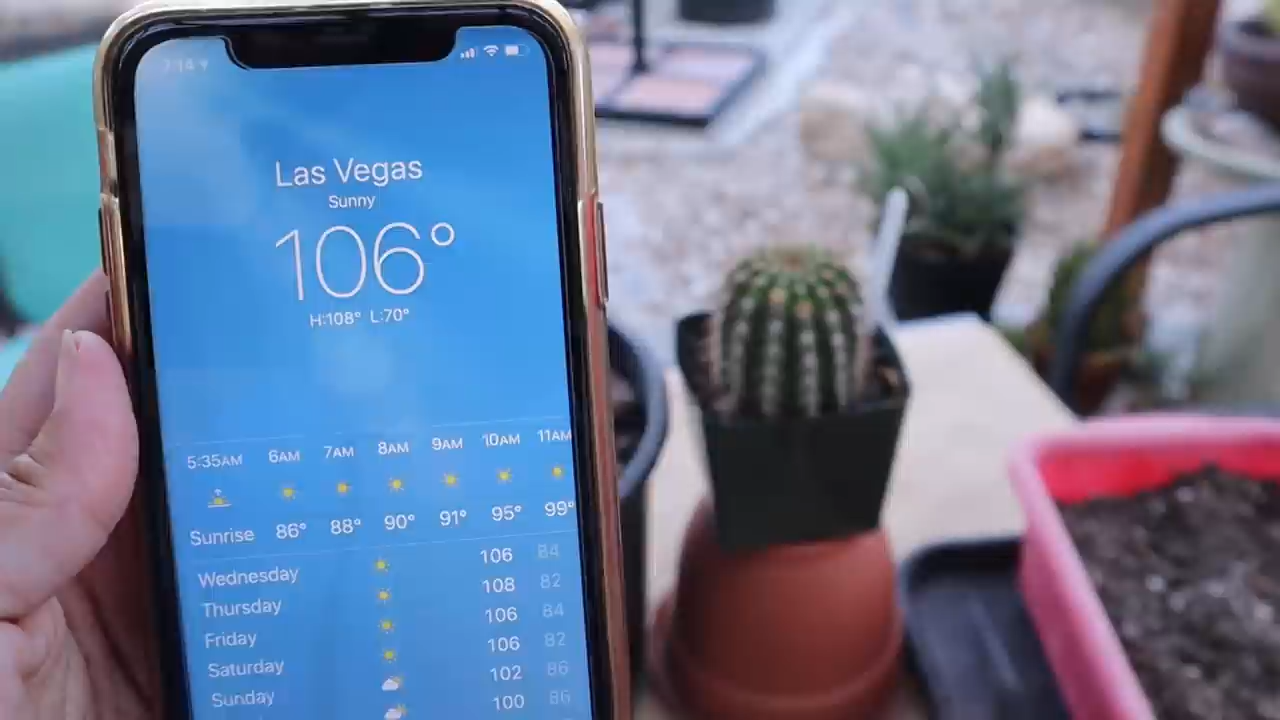 7:14
Las Vegas
Sunny
106°
H:108° L:70°
5:35AM 6AM 7AM 8AM 9AM 10AM 11AM
Sunrise 86° 88° 90° 91° 95° 99°
Wednesday 106 84
Thursday 108 82
Friday 106 84
Saturday 106 82
Sunday 102 86
100 86